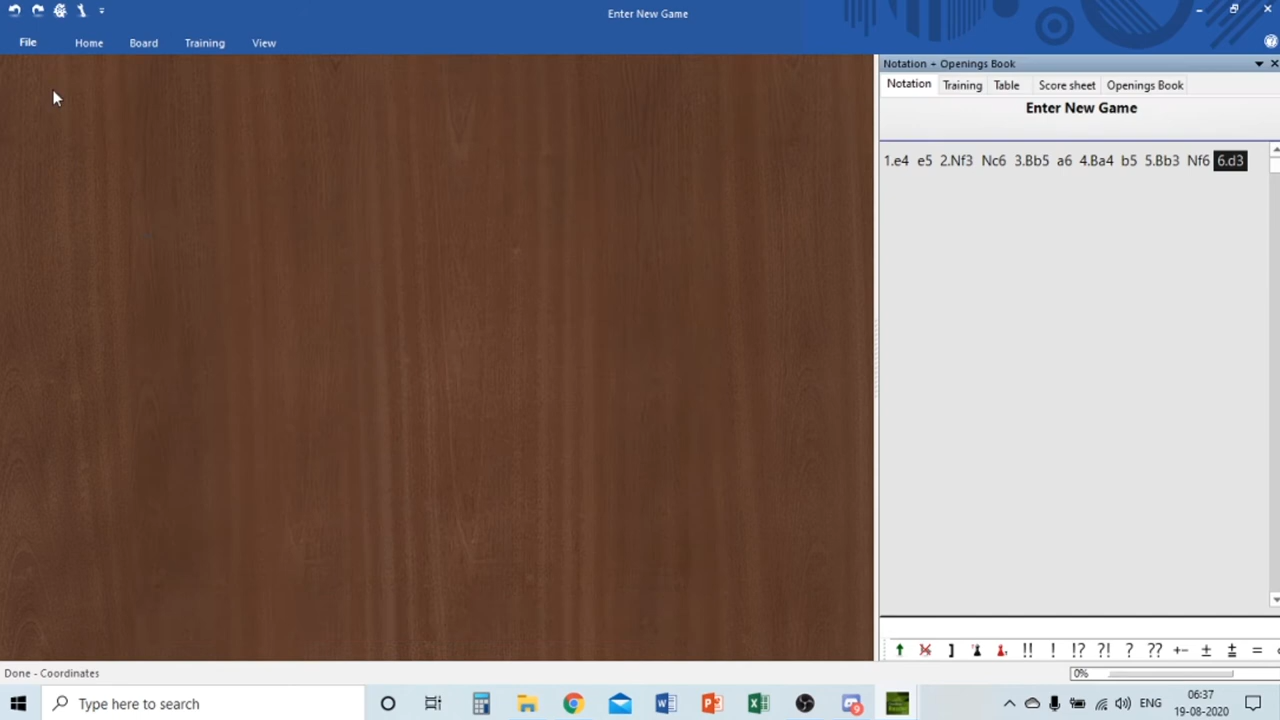 Enter New Game
File Home Board Training View
Notation + Openings Book
Notation Training Table Score sheet Openings Book
Enter New Game
1.e4 e5 2.Nf3 Nc6 3.Bb5 a6 4.Ba4 b5 5.Bb3 Nf6 6.d3
] !! ! !? ?! ? ?? +− ± ⩲ =
Done - Coordinates
0%
Type here to search
9
ENG
06:37
19-08-2020